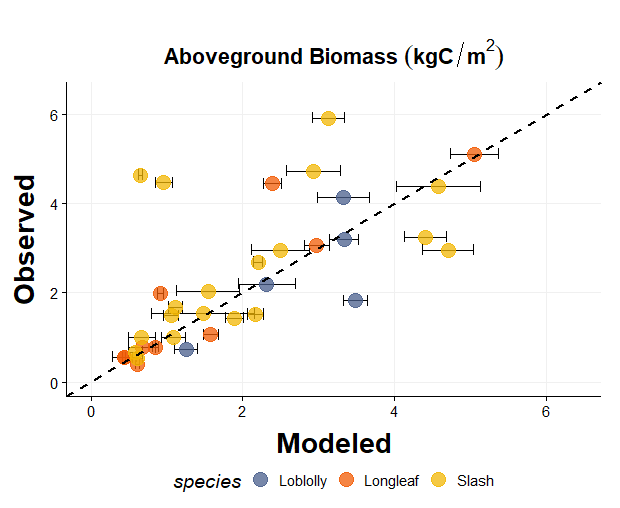 Aboveground Biomass (kgC/m²)
Observed
6
4
2
0
0 2 4 6
Modeled
species Loblolly Longleaf Slash